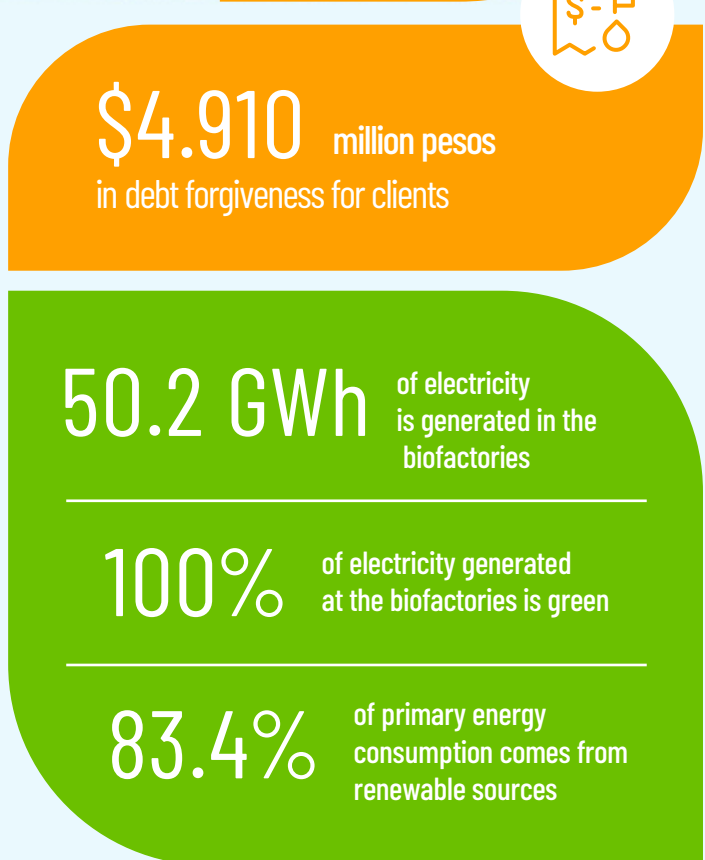 $4.910 million pesos
in debt forgiveness for clients
50.2 GWh of electricity
is generated in the
biofactories
100% of electricity generated
at the biofactories is green
83.4% of primary energy
consumption comes from
renewable sources